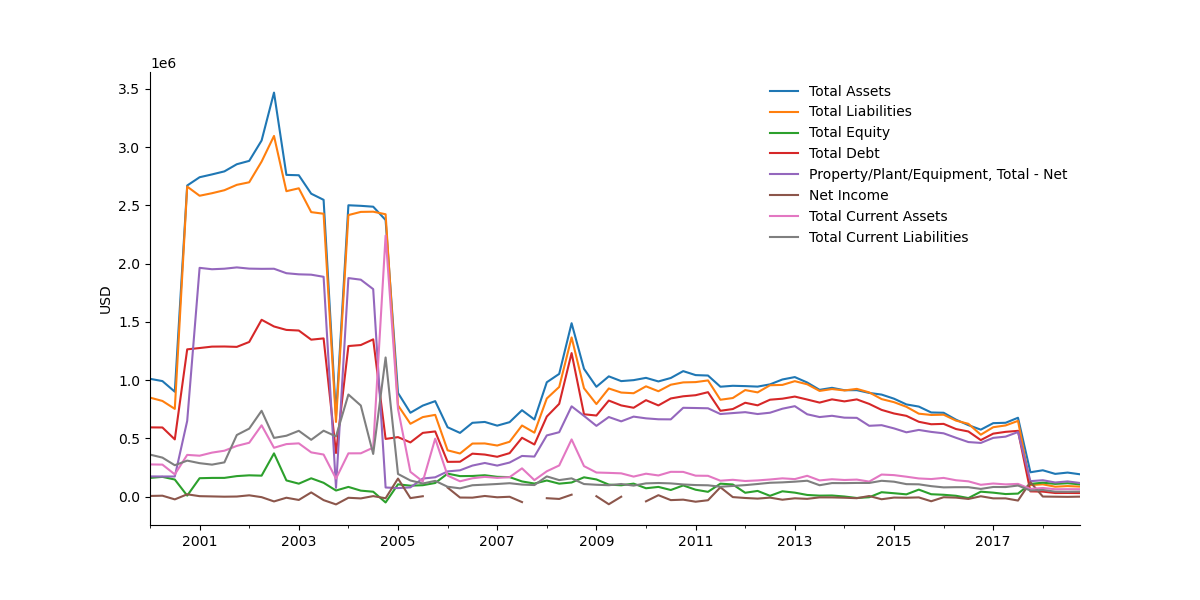 1e6
3.5
3.0
2.5
2.0
1.5
1.0
0.5
0.0
USD
Total Assets
Total Liabilities
Total Equity
Total Debt
Property/Plant/Equipment, Total - Net
Net Income
Total Current Assets
Total Current Liabilities
2001 2003 2005 2007 2009 2011 2013 2015 2017